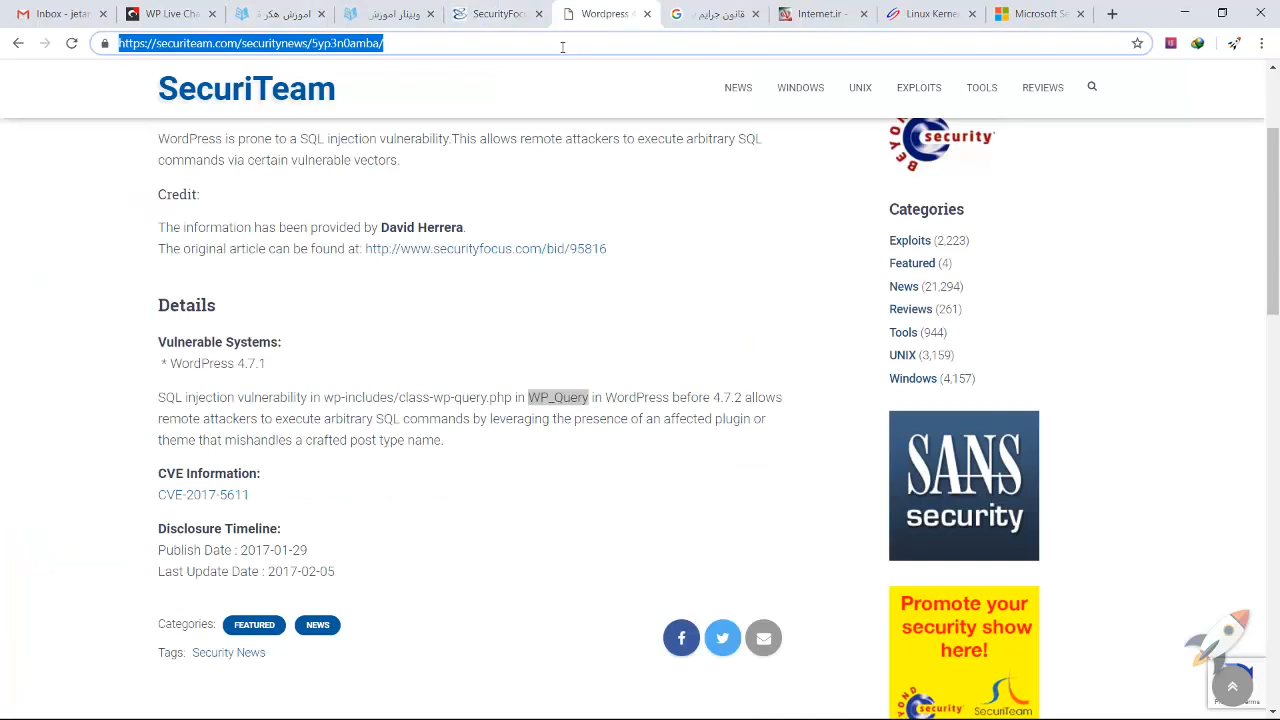 Inbox - je
WP
آموزش هکر
وبینار آموزشی
SecurityFoc
Wordpress
Intern
Linux Kerne
Microsoft Se
https://securiteam.com/securitynews/5yp3n0amba/
SecuriTeam
NEWS WINDOWS UNIX EXPLOITS TOOLS REVIEWS
WordPress is prone to a SQL injection vulnerability.This allows remote attackers to execute arbitrary SQL
commands via certain vulnerable vectors.
Credit:
The information has been provided by David Herrera.
The original article can be found at: http://www.securityfocus.com/bid/95816
Details
Vulnerable Systems:
* WordPress 4.7.1
SQL injection vulnerability in wp-includes/class-wp-query.php in WP_Query in WordPress before 4.7.2 allows
remote attackers to execute arbitrary SQL commands by leveraging the presence of an affected plugin or
theme that mishandles a crafted post type name.
CVE Information:
CVE-2017-5611
Disclosure Timeline:
Publish Date : 2017-01-29
Last Update Date : 2017-02-05
Categories: FEATURED NEWS
Tags: Security News
BEYOND security
Categories
Exploits (2,223)
Featured (4)
News (21,294)
Reviews (261)
Tools (944)
UNIX (3,159)
Windows (4,157)
SANS
security
Promote your
security show
here!
BEYOND security
SecuriTeam
Terms